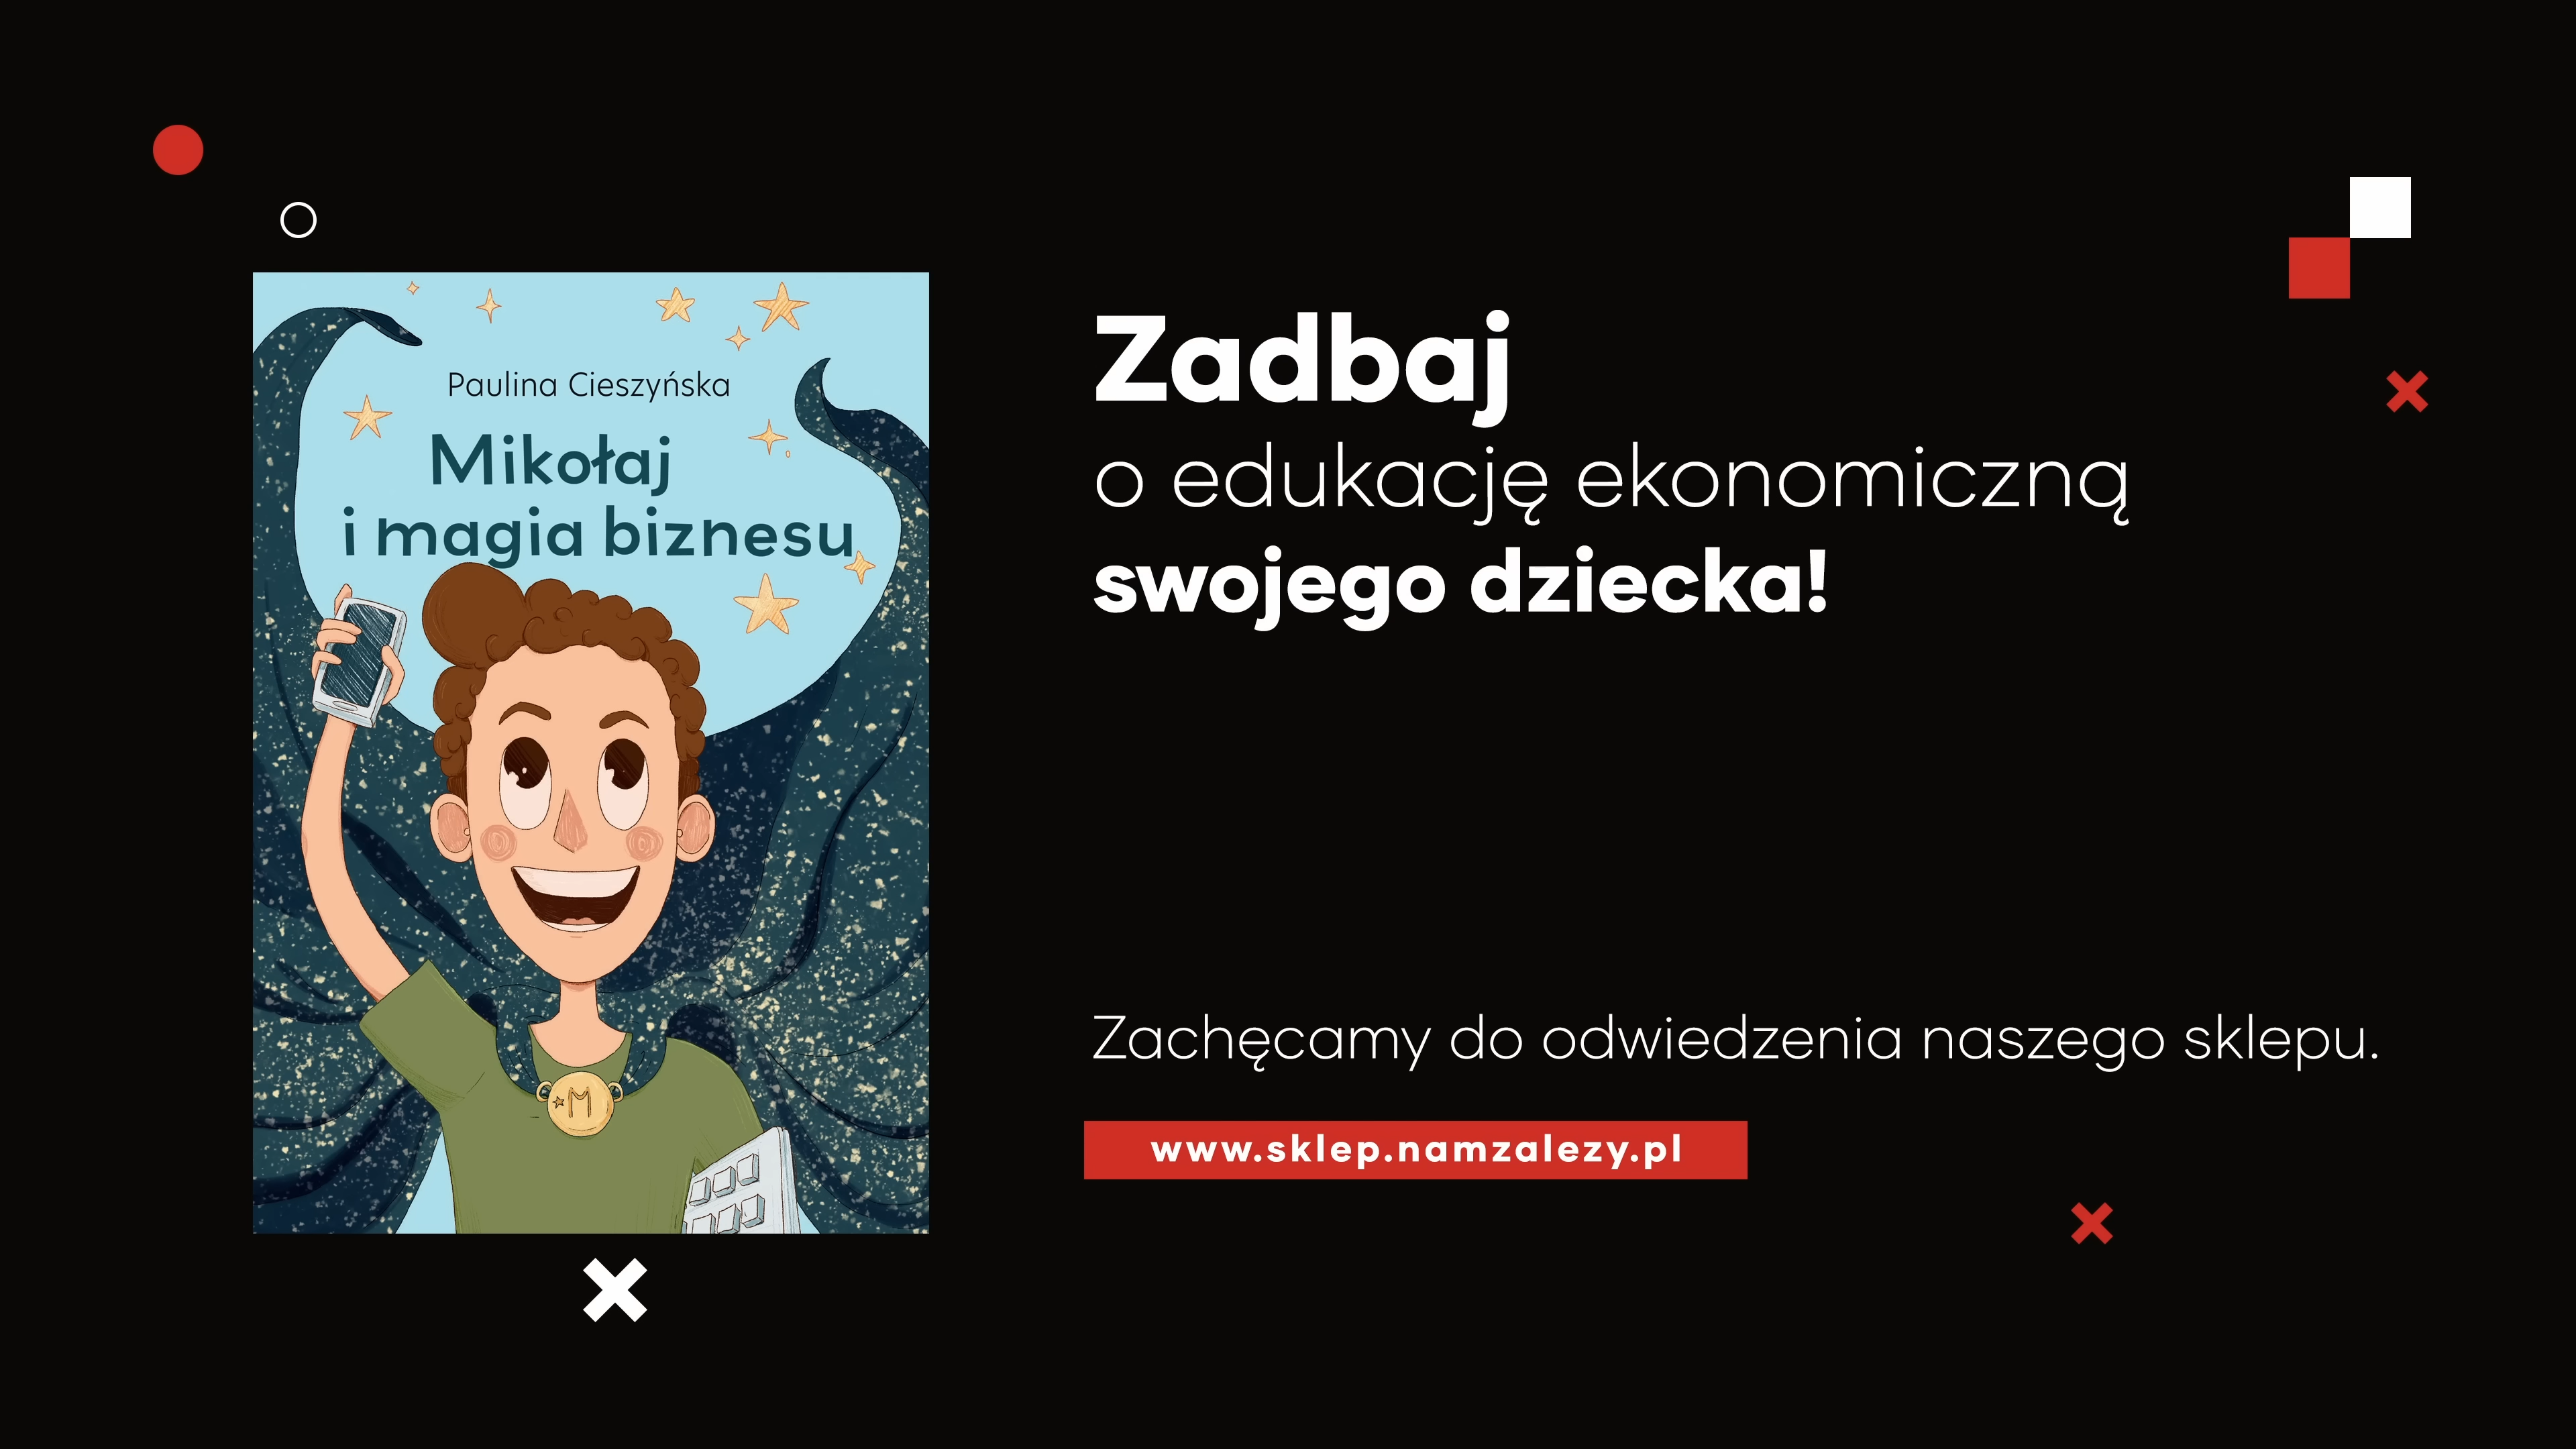 Paulina Cieszyńska
Mikołaj
i magia biznesu
M
Zadbaj
o edukację ekonomiczną
swojego dziecka!
Zachęcamy do odwiedzenia naszego sklepu.
www.sklep.namzalezy.pl